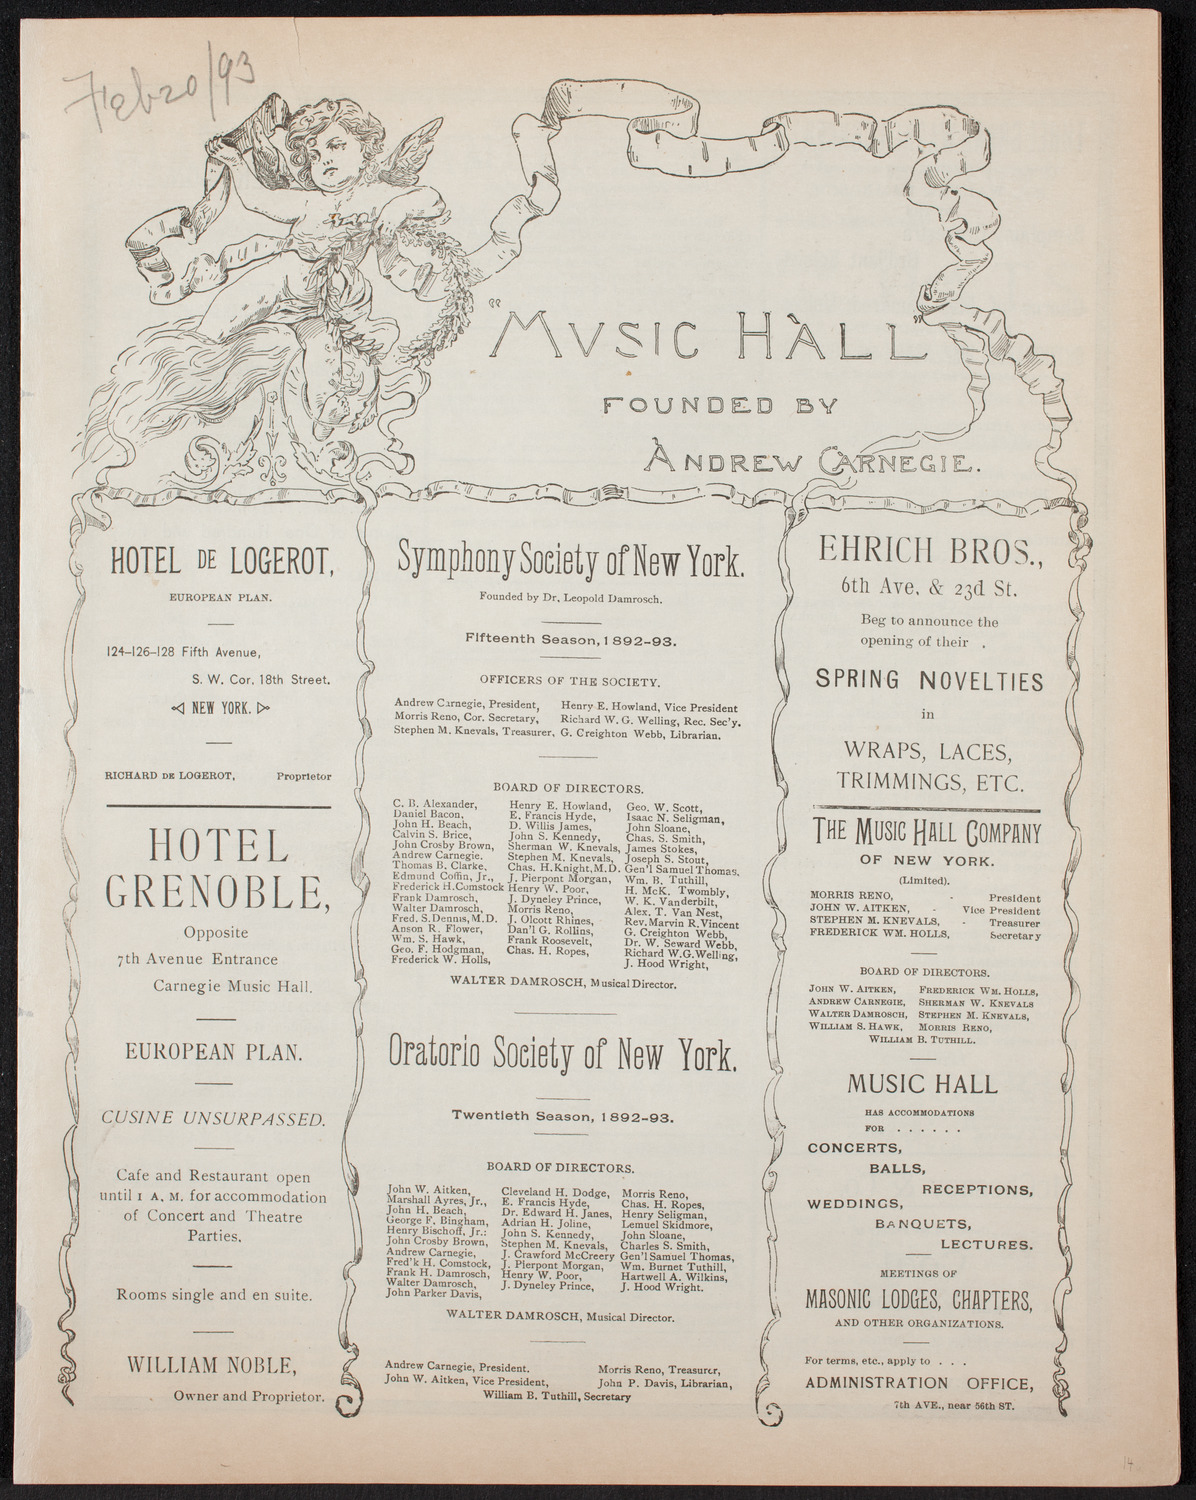 Feb 20/93
"MVSIC HALL"
FOUNDED BY
ANDREW CARNEGIE.
HOTEL DE LOGEROT,
EUROPEAN PLAN.
124–126–128 Fifth Avenue,
S. W. Cor. 18th Street.
NEW YORK.
RICHARD DE LOGEROT, Proprietor
HOTEL
GRENOBLE,
Opposite
7th Avenue Entrance
Carnegie Music Hall.
EUROPEAN PLAN.
CUSINE UNSURPASSED.
Cafe and Restaurant open
until 1 A. M. for accommodation
of Concert and Theatre
Parties.
Rooms single and en suite.
WILLIAM NOBLE,
Owner and Proprietor.
Symphony Society of New York.
Founded by Dr. Leopold Damrosch.
Fifteenth Season, 1892–93.
OFFICERS OF THE SOCIETY.
Andrew Carnegie, President, Henry E. Howland, Vice President
Morris Reno, Cor. Secretary, Richard W. G. Welling, Rec. Sec'y.
Stephen M. Knevals, Treasurer, G. Creighton Webb, Librarian.
BOARD OF DIRECTORS.
C. B. Alexander,
Daniel Bacon,
John H. Beach,
Calvin S. Brice,
John Crosby Brown,
Andrew Carnegie.
Thomas B. Clarke,
Edmund Coffin, Jr.,
Frederick H. Comstock
Frank Damrosch,
Walter Damrosch,
Fred. S. Dennis, M.D.
Anson R. Flower,
Wm. S. Hawk,
Geo. F. Hodgman,
Frederick W. Holls,
Henry E. Howland,
E. Francis Hyde,
D. Willis James,
John S. Kennedy,
Sherman W. Knevals,
Stephen M. Knevals,
Chas. H. Knight, M.D.
J. Pierpont Morgan,
Henry W. Poor,
J. Dyneley Prince,
Morris Reno,
J. Olcott Rhines,
Dan'l G. Rollins,
Frank Roosevelt,
Chas. H. Ropes,
Geo. W. Scott,
Isaac N. Seligman,
John Sloane,
Chas. S. Smith,
James Stokes,
Joseph S. Stout,
Gen'l Samuel Thomas,
Wm. B. Tuthill,
H. McK. Twombly,
W. K. Vanderbilt,
Alex. T. Van Nest,
Rev. Marvin R. Vincent
G. Creighton Webb,
Dr. W. Seward Webb,
Richard W.G. Welling,
J. Hood Wright,
WALTER DAMROSCH, Musical Director.
Oratorio Society of New York.
Twentieth Season, 1892–93.
BOARD OF DIRECTORS.
John W. Aitken,
Marshall Ayres, Jr.,
John H. Beach,
George F. Bingham,
Henry Bischoff, Jr.:
John Crosby Brown,
Andrew Carnegie,
Fred'k H. Comstock,
Frank H. Damrosch,
Walter Damrosch,
John Parker Davis,
Cleveland H. Dodge,
E. Francis Hyde,
Dr. Edward H. Janes,
Adrian H. Joline,
John S. Kennedy,
Stephen M. Knevals,
J. Crawford McCreery
J. Pierpont Morgan,
Henry W. Poor,
J. Dyneley Prince,
Morris Reno,
Chas. H. Ropes,
Henry Seligman,
Lemuel Skidmore,
John Sloane,
Charles S. Smith,
Gen'l Samuel Thomas,
Wm. Burnet Tuthill,
Hartwell A. Wilkins,
J. Hood Wright.
WALTER DAMROSCH, Musical Director.
Andrew Carnegie, President. Morris Reno, Treasurer,
John W. Aitken, Vice President, John P. Davis, Librarian,
William B. Tuthill, Secretary
EHRICH BROS.,
6th Ave. & 23d St.
Beg to announce the
opening of their
SPRING NOVELTIES
in
WRAPS, LACES,
TRIMMINGS, ETC.
THE MUSIC HALL COMPANY
OF NEW YORK.
(Limited).
MORRIS RENO, - President
JOHN W. AITKEN, - Vice President
STEPHEN M. KNEVALS, - Treasurer
FREDERICK WM. HOLLS, Secretary
BOARD OF DIRECTORS.
JOHN W. AITKEN, FREDERICK WM. HOLLS,
ANDREW CARNEGIE, SHERMAN W. KNEVALS
WALTER DAMROSCH, STEPHEN M. KNEVALS,
WILLIAM S. HAWK, MORRIS RENO,
WILLIAM B. TUTHILL.
MUSIC HALL
HAS ACCOMMODATIONS
FOR . . . . . .
CONCERTS,
BALLS,
RECEPTIONS,
WEDDINGS,
BANQUETS,
LECTURES.
MEETINGS OF
MASONIC LODGES, CHAPTERS,
AND OTHER ORGANIZATIONS.
For terms, etc., apply to . . .
ADMINISTRATION OFFICE,
7th AVE., near 56th ST.
14